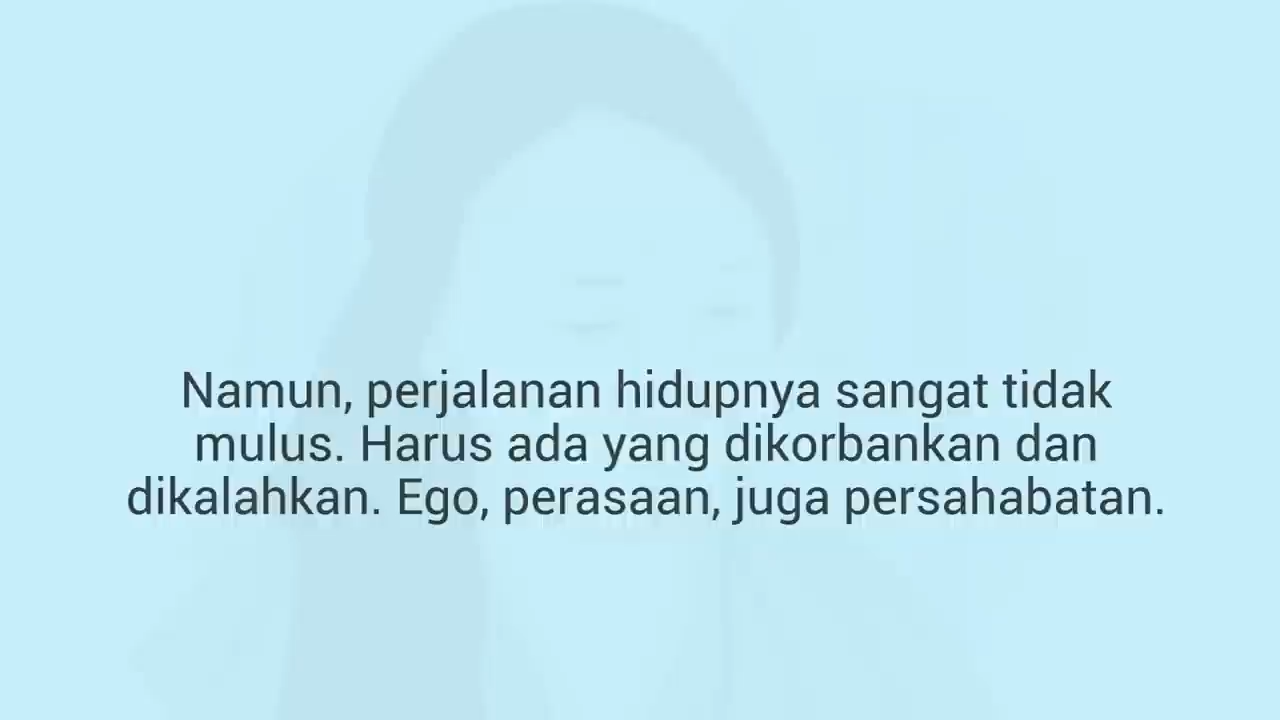 Namun, perjalanan hidupnya sangat tidak
mulus. Harus ada yang dikorbankan dan
dikalahkan. Ego, perasaan, juga persahabatan.